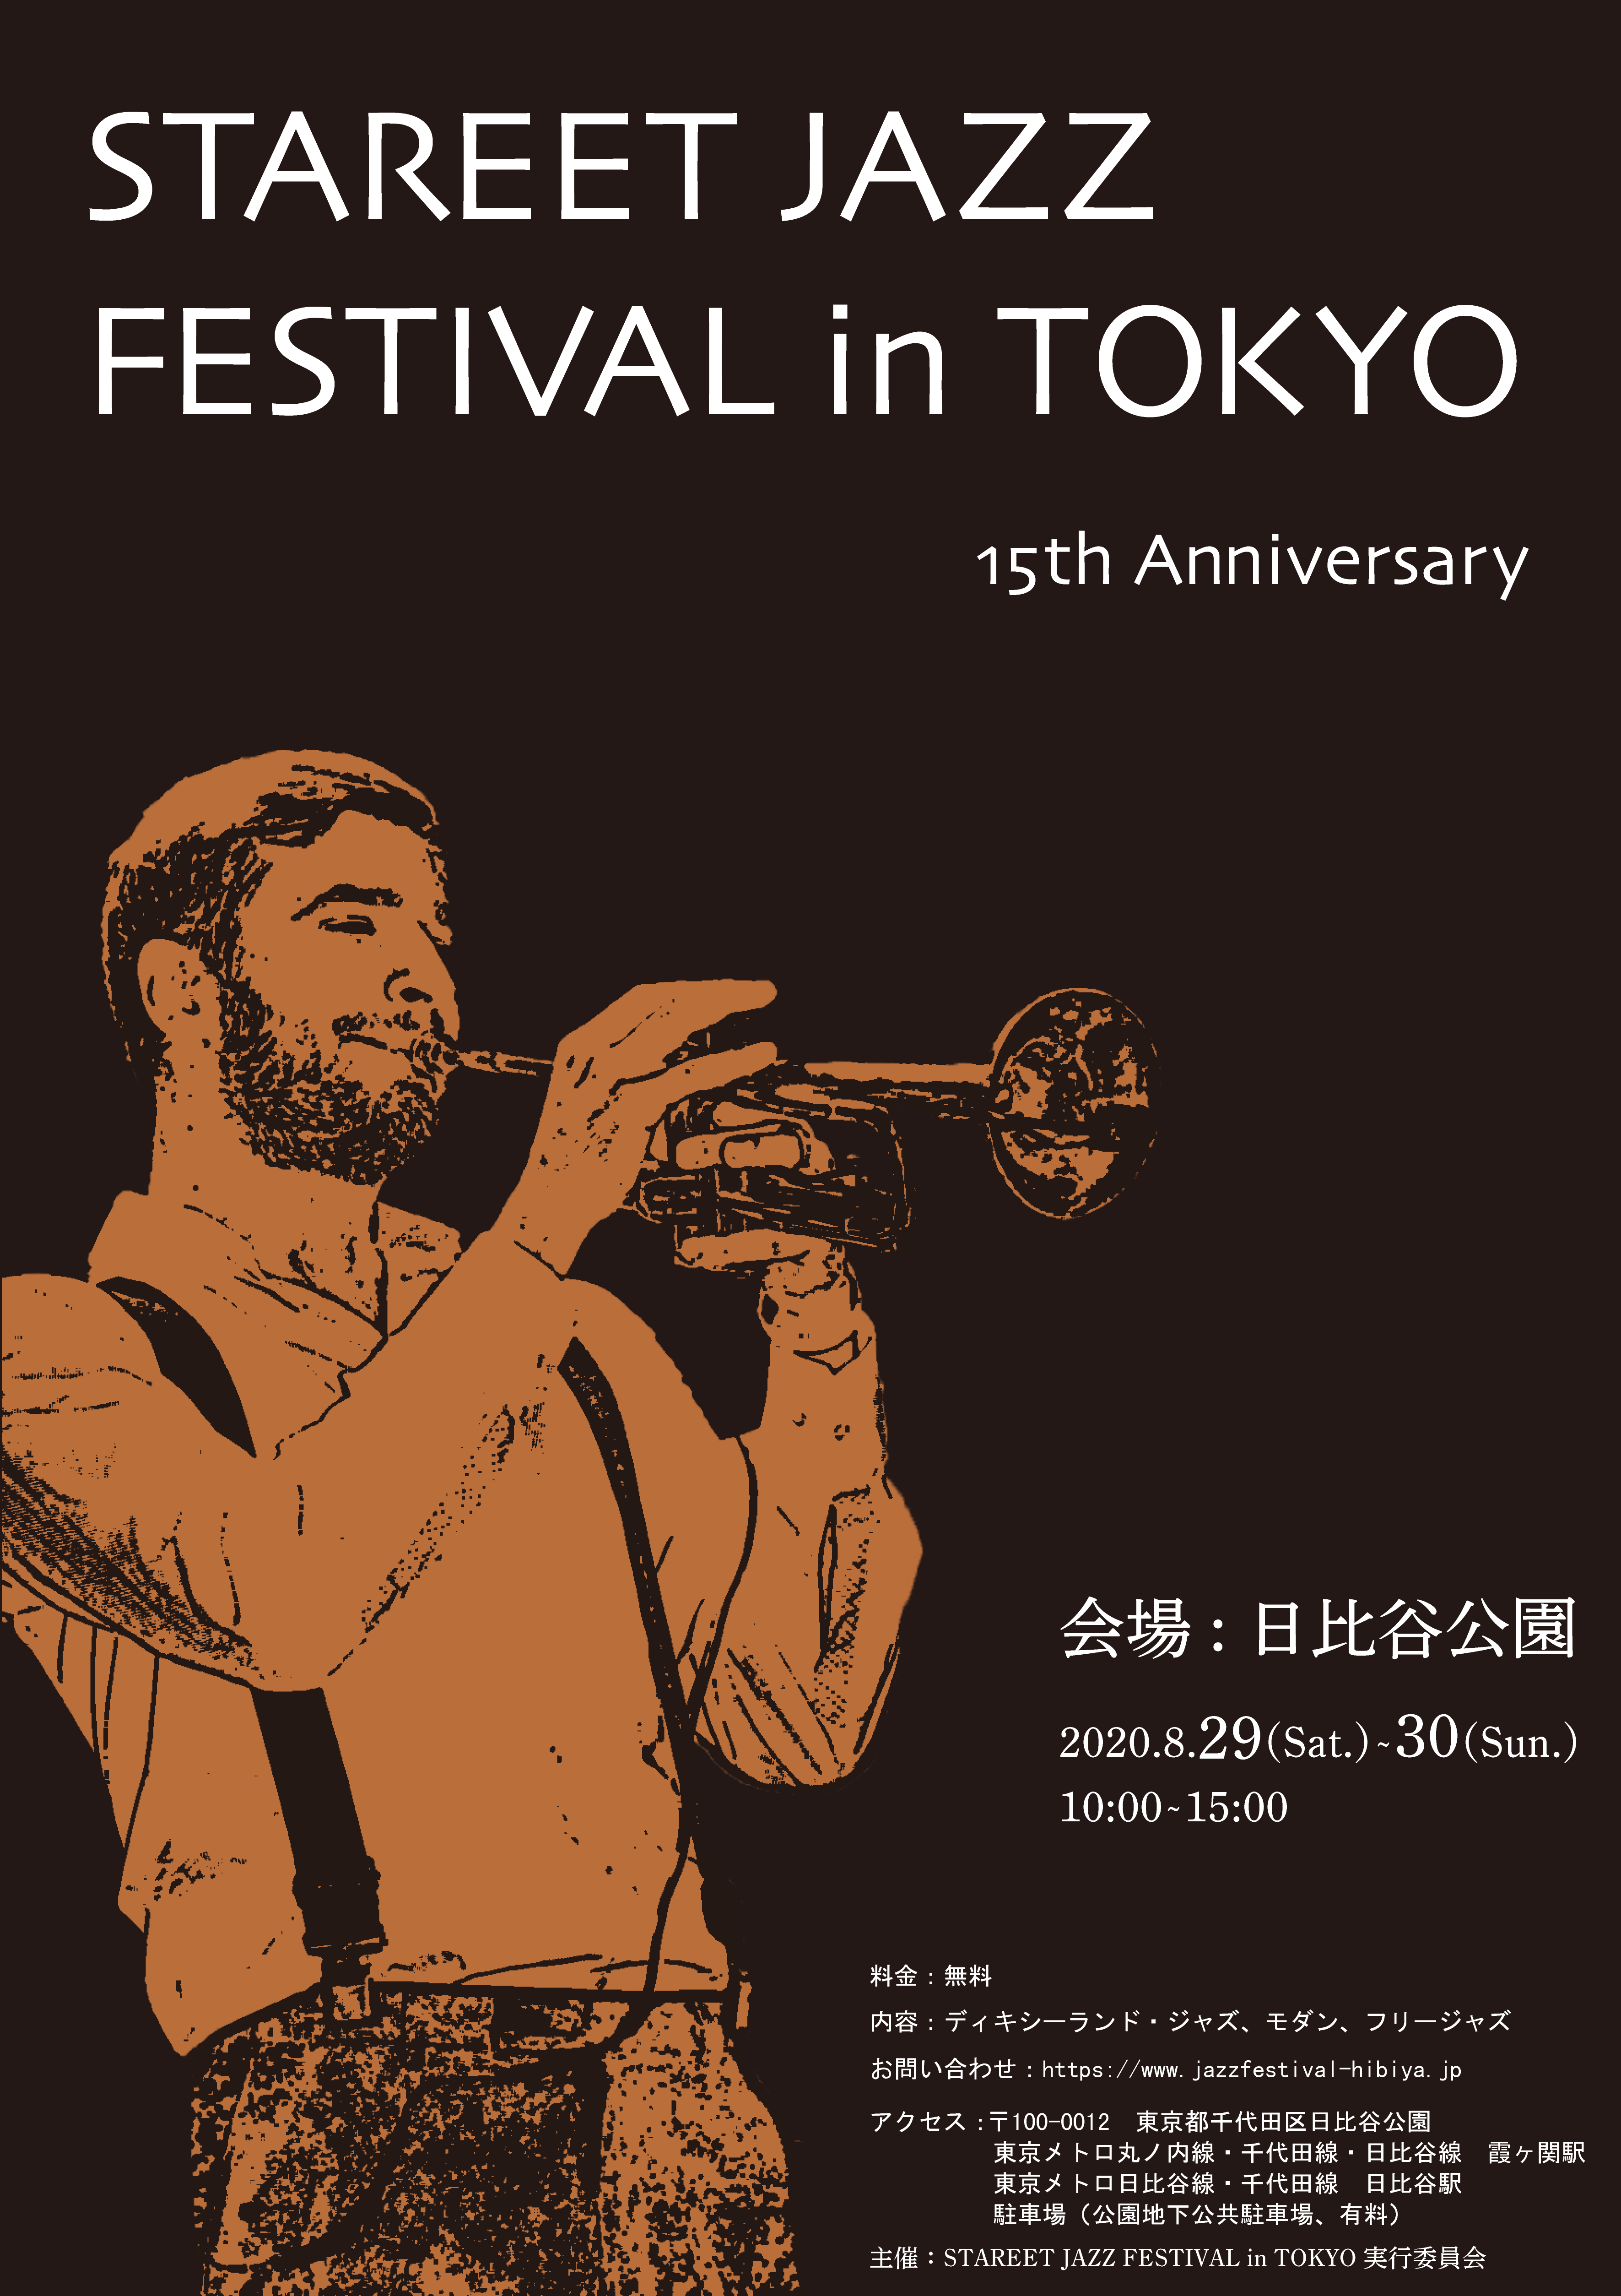 STAREET JAZZ
FESTIVAL in TOKYO
15th Anniversary
会場：日比谷公園
2020.8.29(Sat.)~30(Sun.)
10:00~15:00
料金：無料
内容：ディキシーランド・ジャズ、モダン、フリージャズ
お問い合わせ：https://www.jazzfestival-hibiya.jp
アクセス：〒100-0012　東京都千代田区日比谷公園
東京メトロ丸ノ内線・千代田線・日比谷線　霞ヶ関駅
東京メトロ日比谷線・千代田線　日比谷駅
駐車場（公園地下公共駐車場、有料）
主催：STAREET JAZZ FESTIVAL in TOKYO 実行委員会